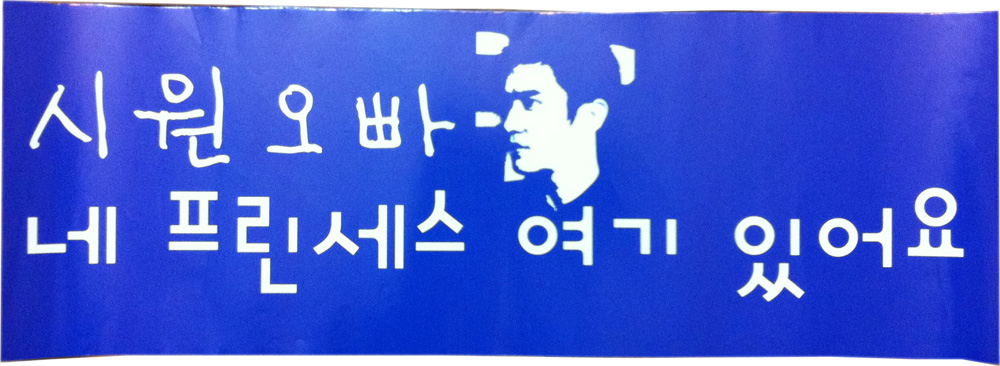 시원 오빠
네 프린세스 여기 있어요